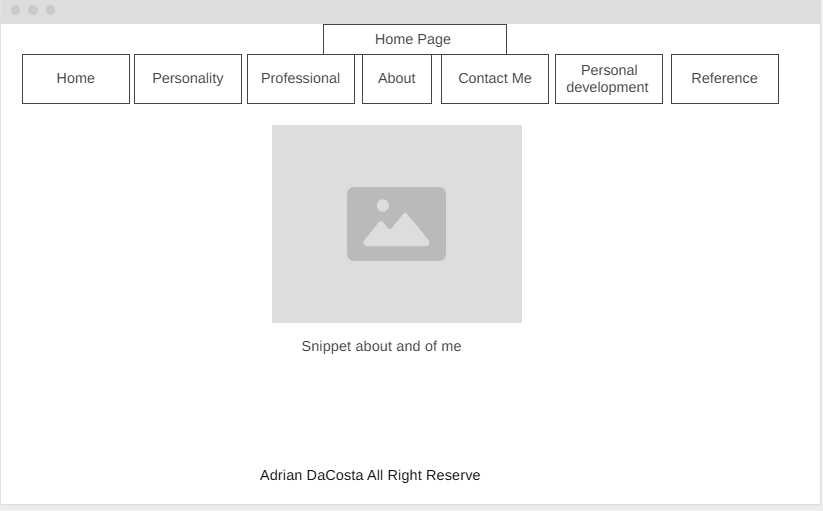 Home Page
Home
Personality
Professional
About
Contact Me
Personal
development
Reference
Snippet about and of me
Adrian DaCosta All Right Reserve